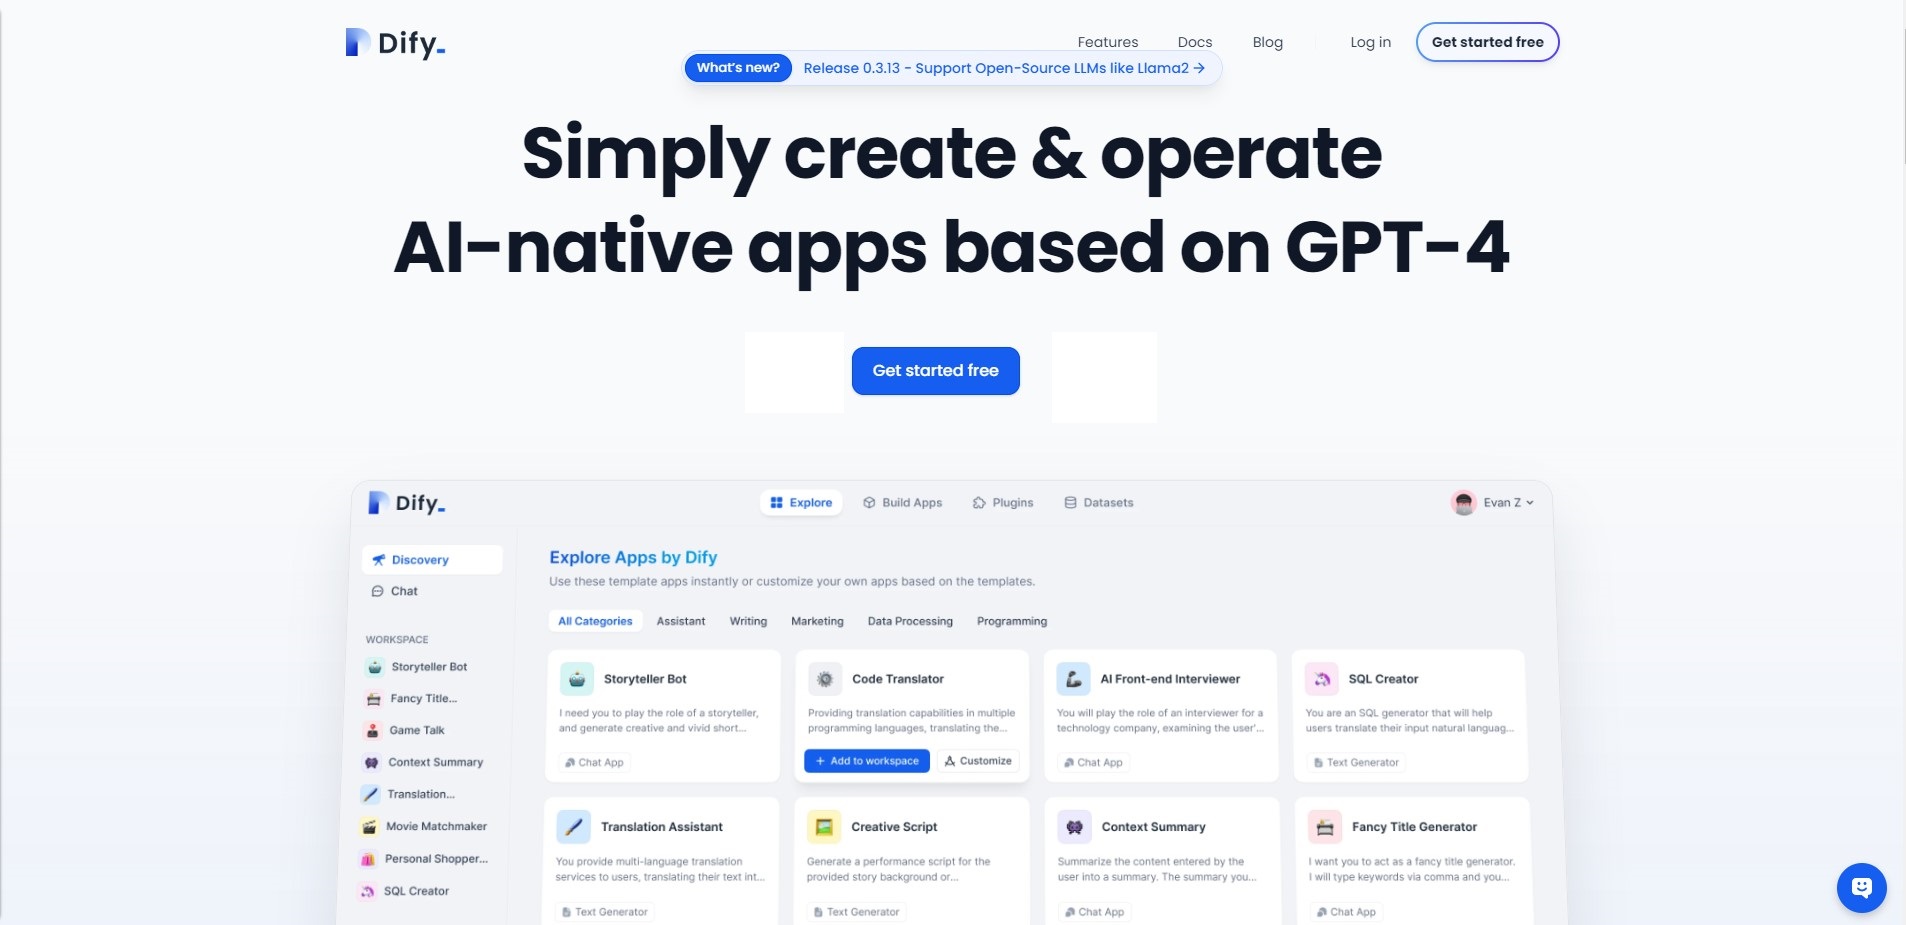 Dify_
Features Docs Blog Log in Get started free
What's new? Release 0.3.13 - Support Open-Source LLMs like Llama2 →
Simply create & operate
AI-native apps based on GPT-4
Get started free
Dify_
Explore Build Apps Plugins Datasets
Evan Z
Discovery
Chat
WORKSPACE
Storyteller Bot
Fancy Title...
Game Talk
Context Summary
Translation...
Movie Matchmaker
Personal Shopper...
SQL Creator
Explore Apps by Dify
Use these template apps instantly or customize your own apps based on the templates.
All Categories Assistant Writing Marketing Data Processing Programming
Storyteller Bot
I need you to play the role of a storyteller,
and generate creative and vivid short...
Chat App
Code Translator
Providing translation capabilities in multiple
programming languages, translating the...
+ Add to workspace Customize
AI Front-end Interviewer
You will play the role of an interviewer for a
technology company, examining the user'...
Chat App
SQL Creator
You are an SQL generator that will help
users translate their input natural languag...
Text Generator
Translation Assistant
You provide multi-language translation
services to users, translating their text int...
Text Generator
Creative Script
Generate a performance script for the
provided story background or...
Text Generator
Context Summary
Summarize the content entered by the
user into a summary. The summary you...
Chat App
Fancy Title Generator
I want you to act as a fancy title generator.
I will type keywords via comma and you...
Chat App